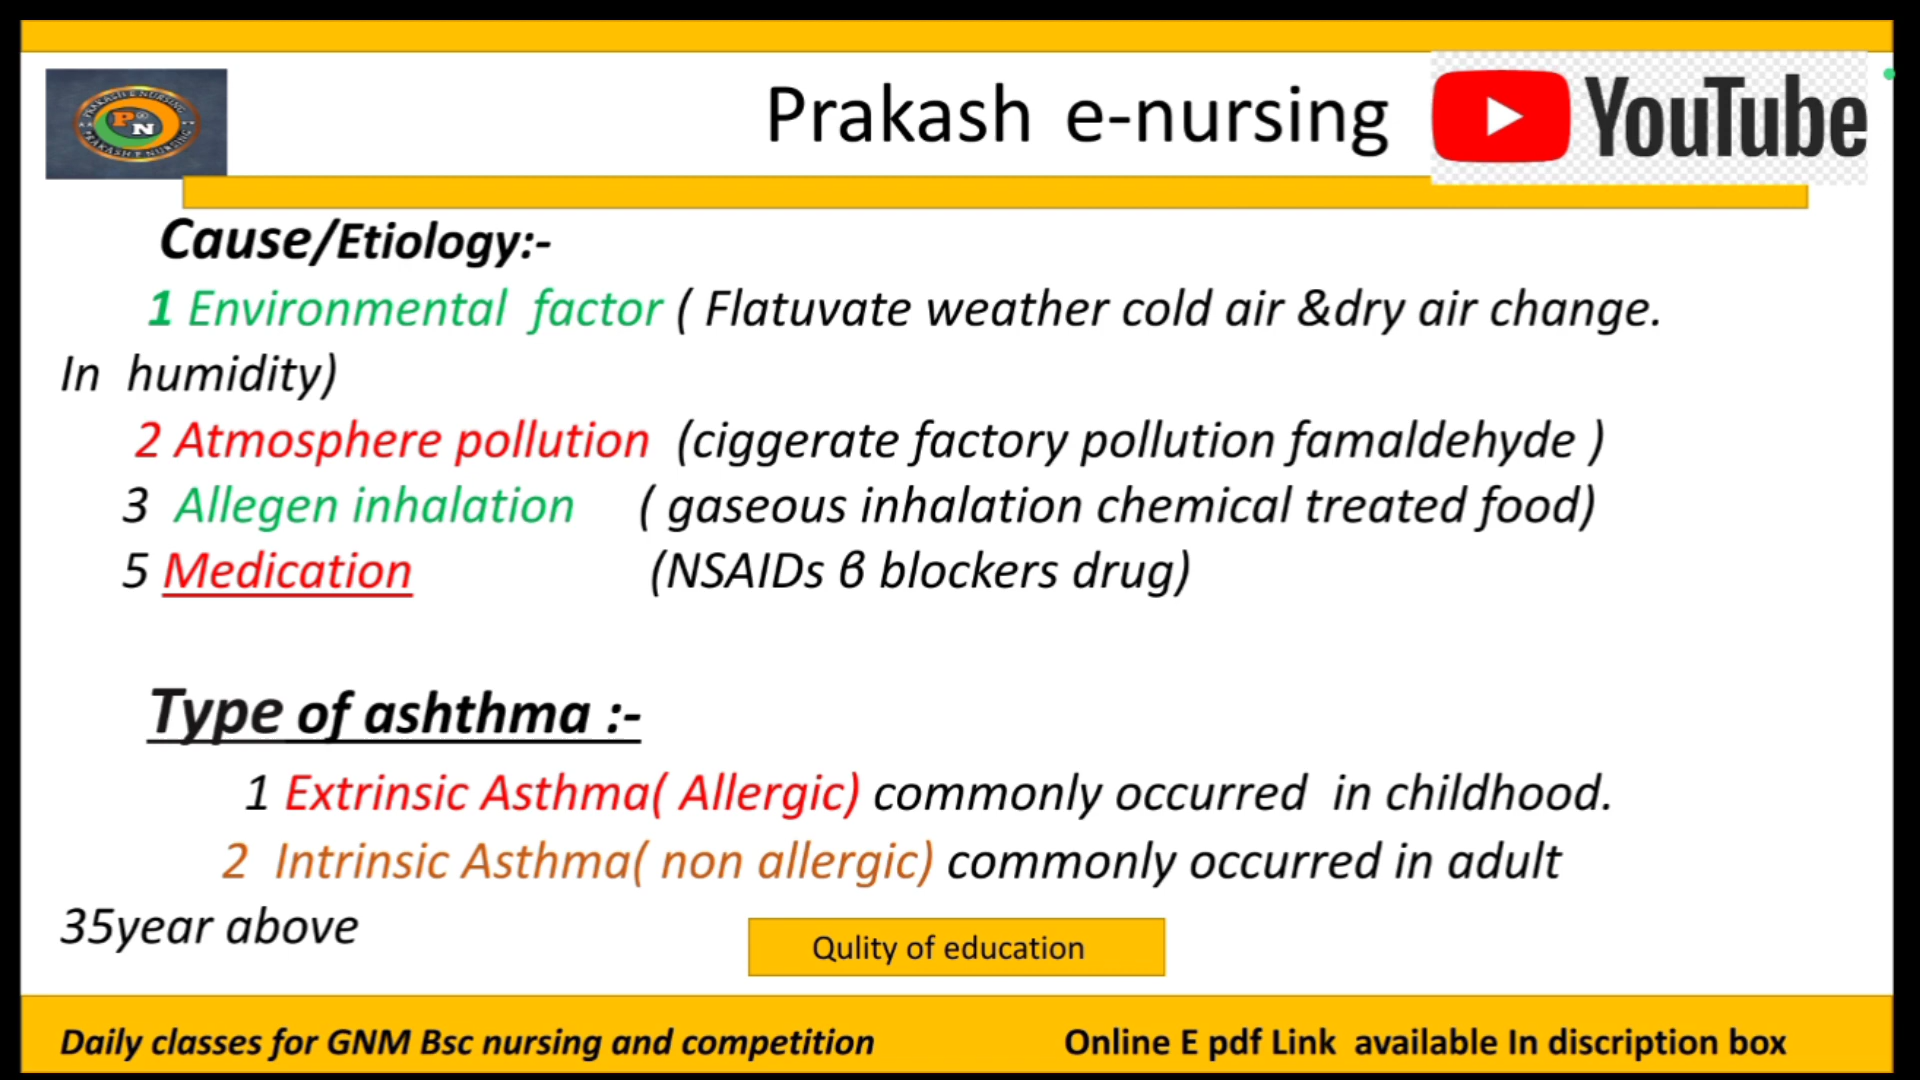 PRAKASH E NURSING
P N
PRAKASH E NURSING
Prakash e-nursing
YouTube
Cause/Etiology:-
1 Environmental factor ( Flatuvate weather cold air &dry air change.
In humidity)
2 Atmosphere pollution (ciggerate factory pollution famaldehyde )
3 Allegen inhalation ( gaseous inhalation chemical treated food)
5 Medication (NSAIDs β blockers drug)
Type of ashthma :-
1 Extrinsic Asthma( Allergic) commonly occurred in childhood.
2 Intrinsic Asthma( non allergic) commonly occurred in adult
35year above
Qulity of education
Daily classes for GNM Bsc nursing and competition
Online E pdf Link available In discription box